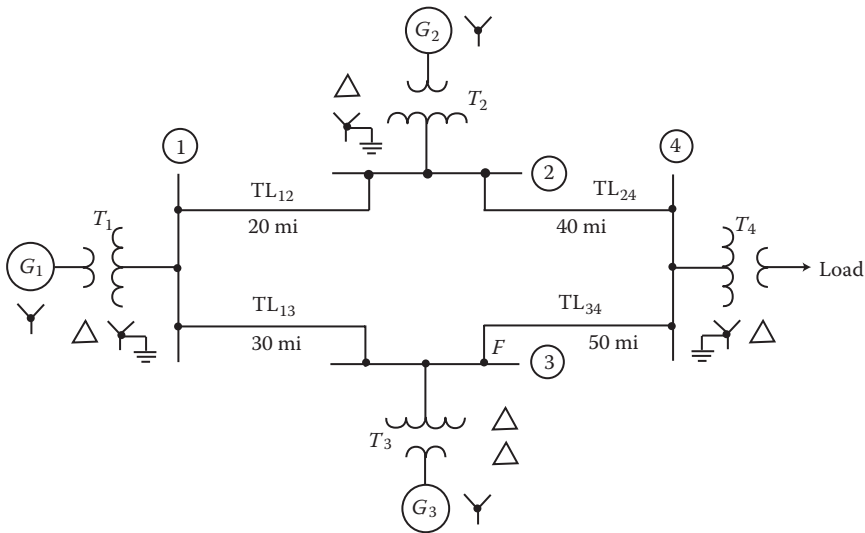 G₂
T₂
1
2
4
TL₁₂
20 mi
TL₂₄
40 mi
T₁
G₁
T₄
Load
TL₁₃
30 mi
TL₃₄
50 mi
F
3
T₃
G₃